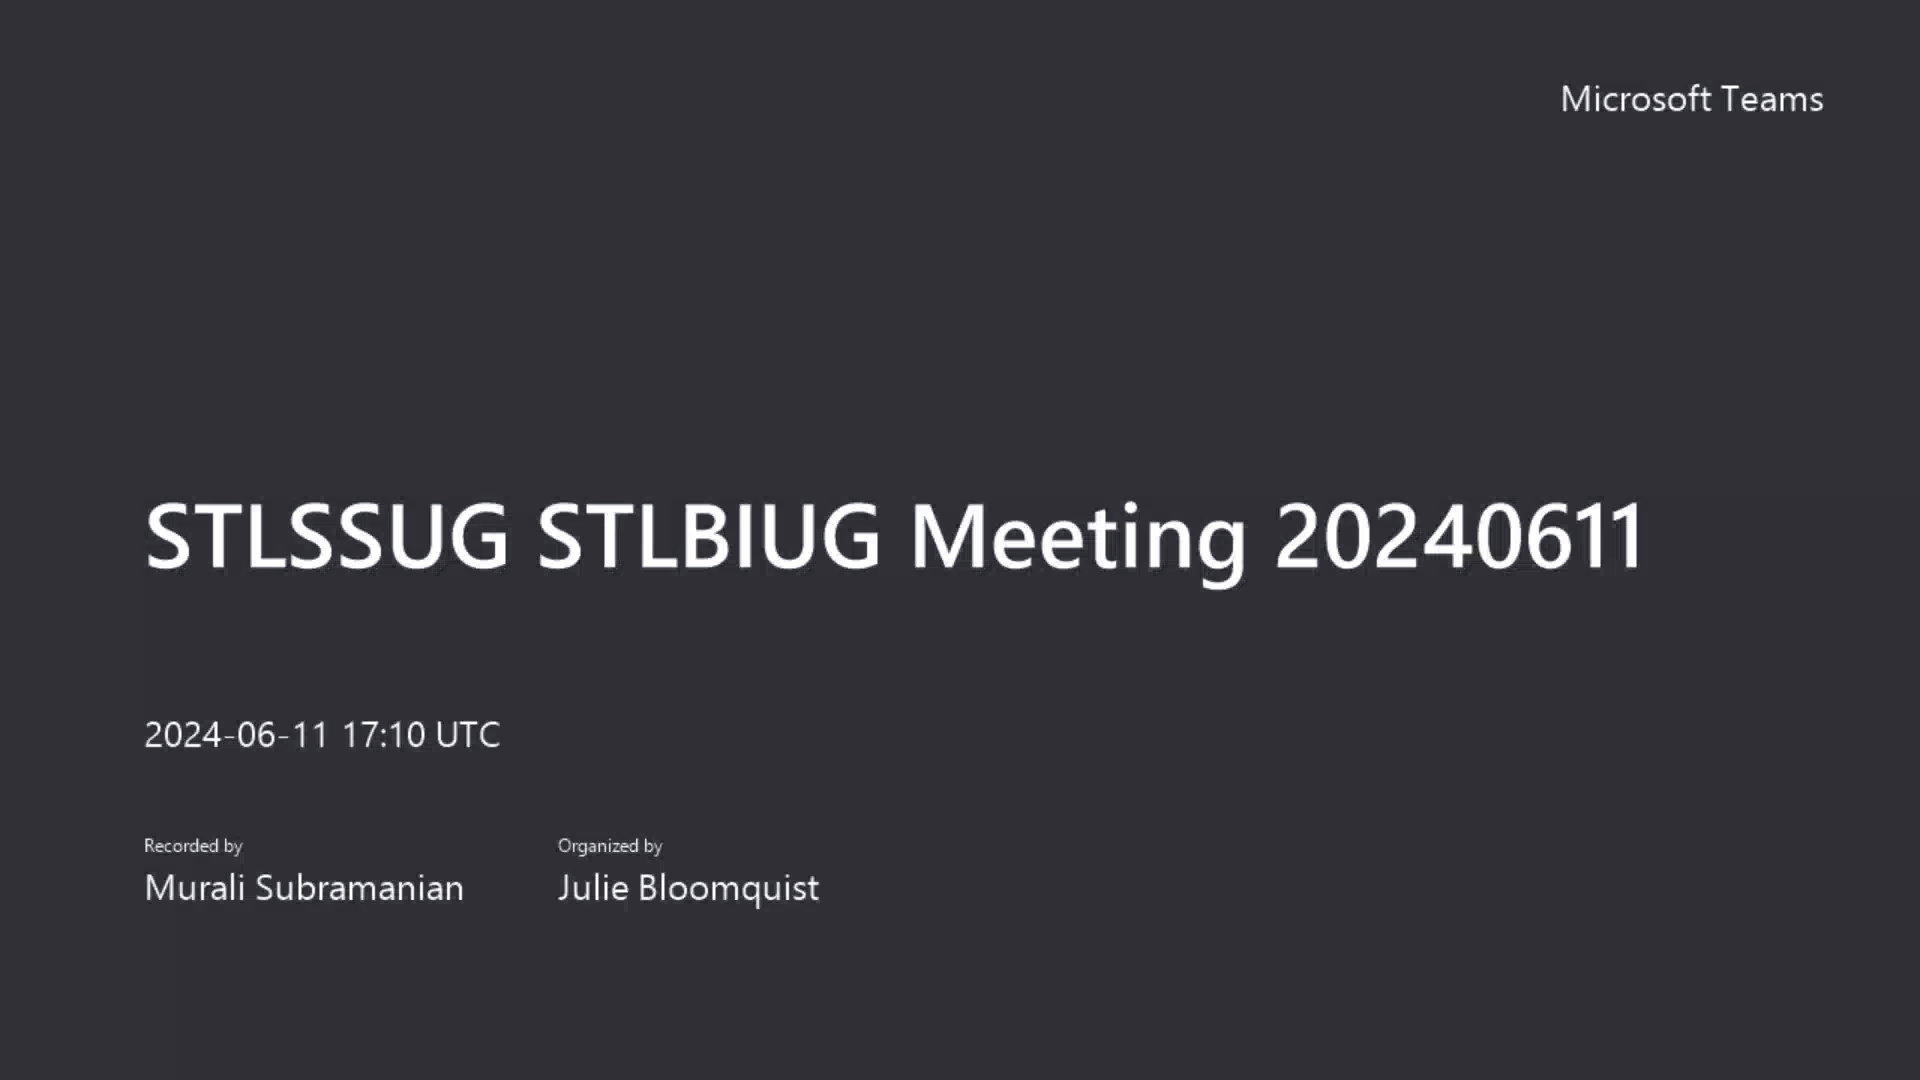 Microsoft Teams
STLSSUG STLBIUG Meeting 20240611
2024-06-11 17:10 UTC
Recorded by
Organized by
Murali Subramanian
Julie Bloomquist